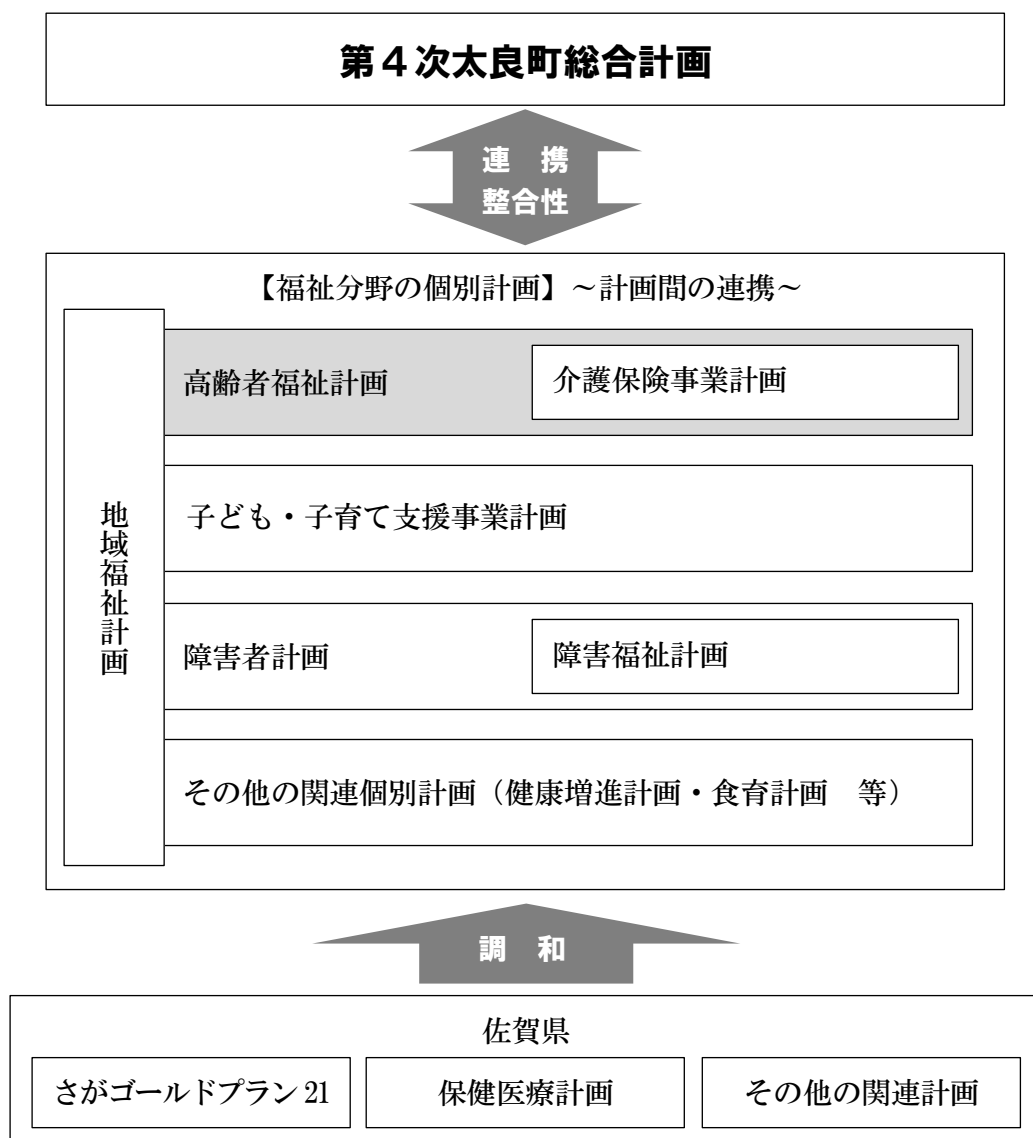 第４次太良町総合計画
連　携
整合性
【福祉分野の個別計画】～計画間の連携～
地域福祉計画
高齢者福祉計画
介護保険事業計画
子ども・子育て支援事業計画
障害者計画
障害福祉計画
その他の関連個別計画（健康増進計画・食育計画　等）
調　和
佐賀県
さがゴールドプラン21
保健医療計画
その他の関連計画